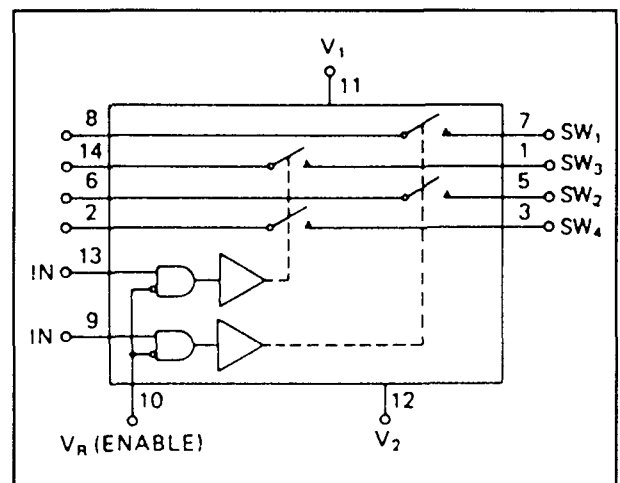 V₁
11
8 7 SW₁
14 1 SW₃
6 5 SW₂
2 3 SW₄
IN 13
IN 9
10 12
V_R (ENABLE) V₂